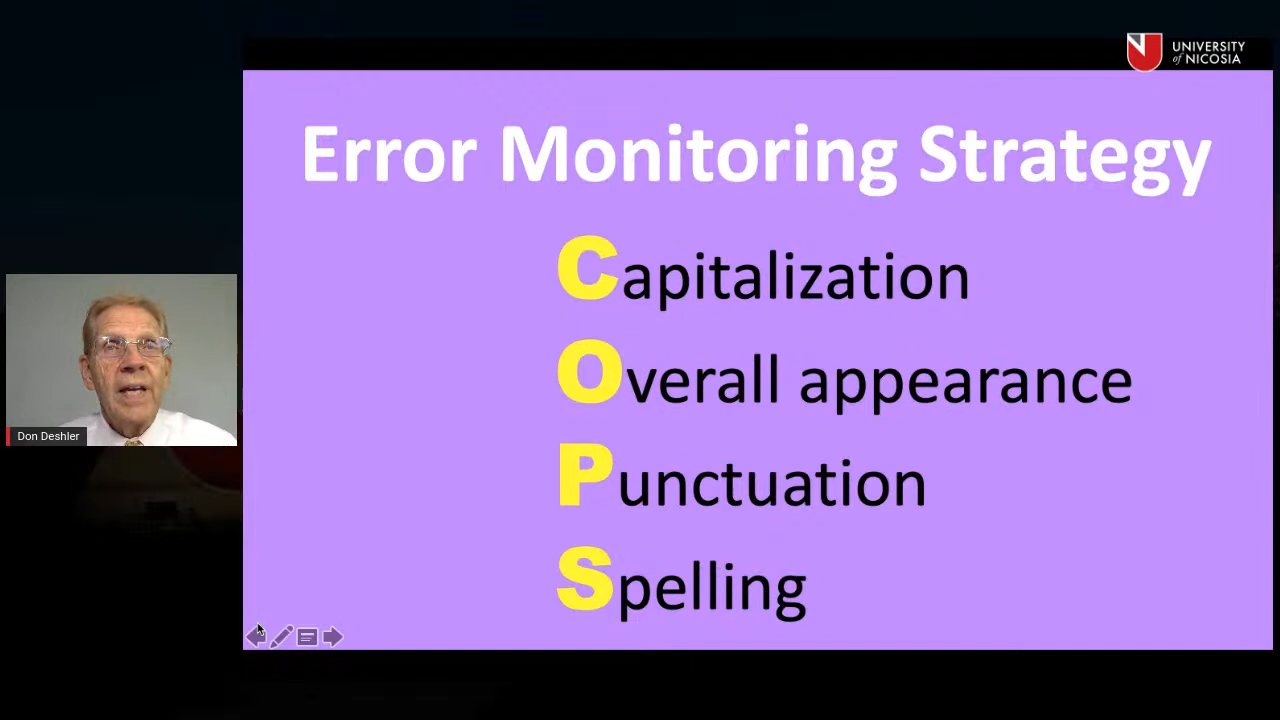 UNIVERSITY
of NICOSIA
Error Monitoring Strategy
Capitalization
Overall appearance
Punctuation
Spelling
Don Deshler